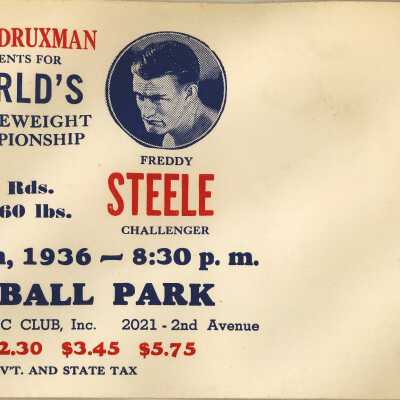 DRUXMAN
ENTS FOR
RLD'S
EWEIGHT
PIONSHIP
FREDDY
Rds.
STEELE
60 lbs.
CHALLENGER
, 1936 — 8:30 p. m.
BALL PARK
C CLUB, Inc. 2021 - 2nd Avenue
2.30 $3.45 $5.75
V'T. AND STATE TAX